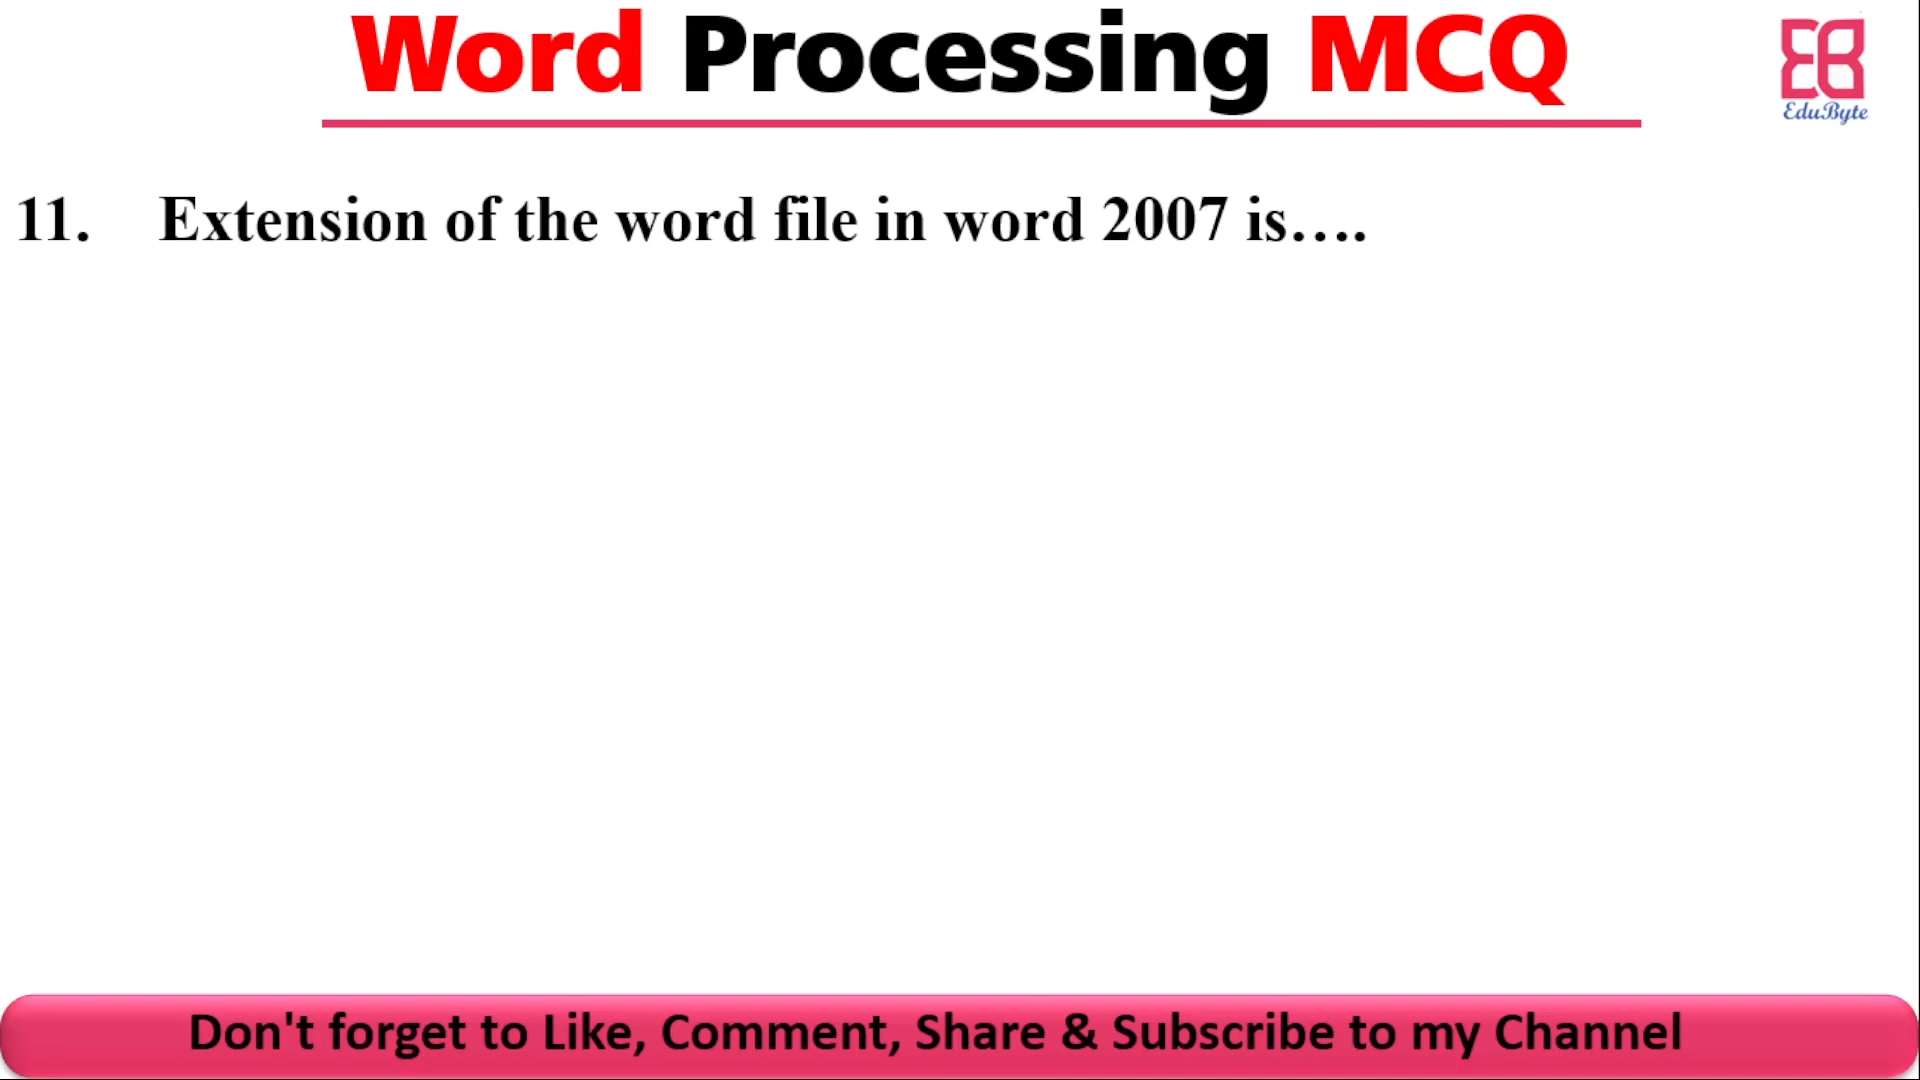 Word Processing MCQ
EduByte
11. Extension of the word file in word 2007 is….
Don't forget to Like, Comment, Share & Subscribe to my Channel